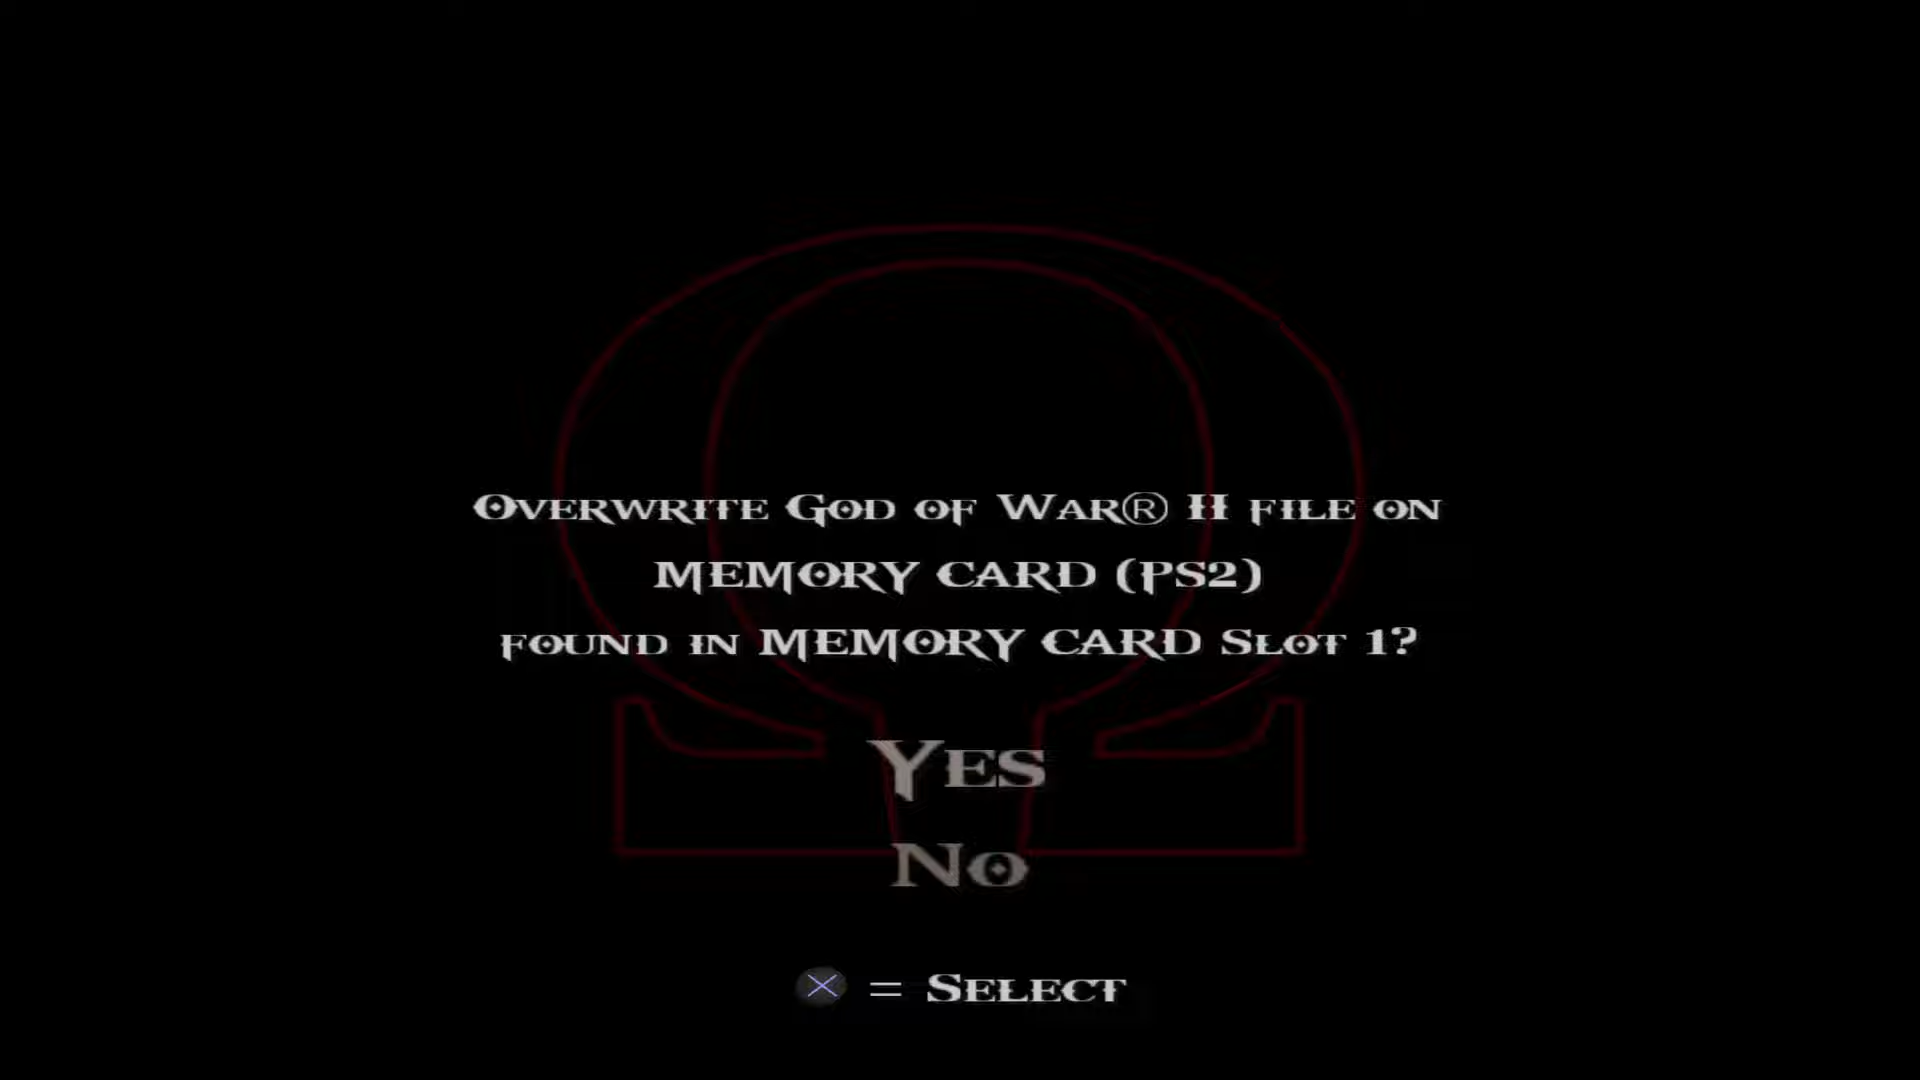 Overwrite God of War® II file on
MEMORY CARD (PS2)
found in MEMORY CARD Slot 1?
Yes
No
= Select